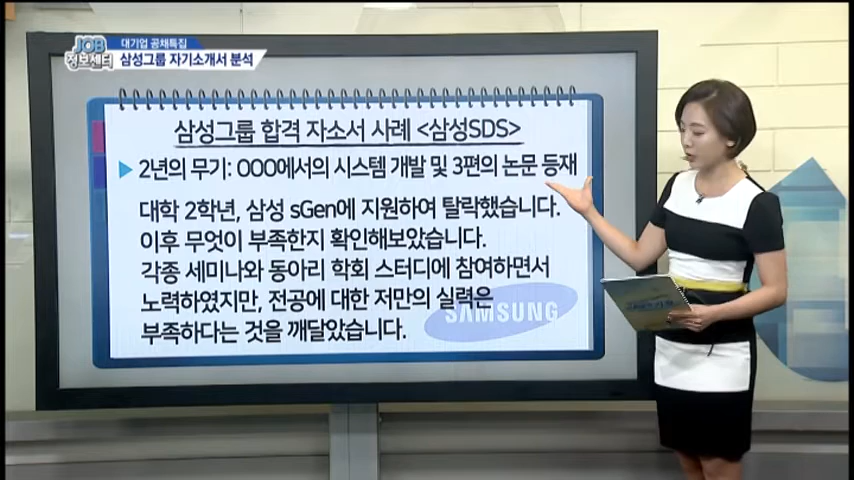 JOB
정보센터
대기업 공채특집
삼성그룹 자기소개서 분석
삼성그룹 합격 자소서 사례 <삼성SDS>
▶ 2년의 무기: OOO에서의 시스템 개발 및 3편의 논문 등재
대학 2학년, 삼성 sGen에 지원하여 탈락했습니다.
이후 무엇이 부족한지 확인해보았습니다.
각종 세미나와 동아리 학회 스터디에 참여하면서
노력하였지만, 전공에 대한 저만의 실력은
부족하다는 것을 깨달았습니다.
SAMSUNG